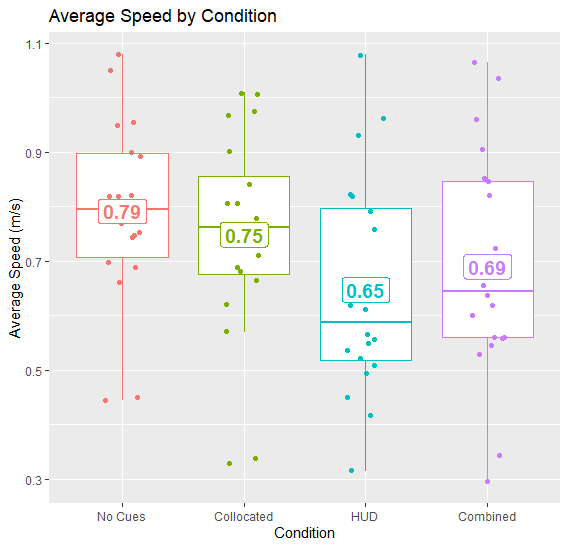 Average Speed by Condition
Average Speed (m/s)
1.1
0.9
0.7
0.5
0.3
0.79
0.75
0.65
0.69
No Cues
Collocated
HUD
Combined
Condition